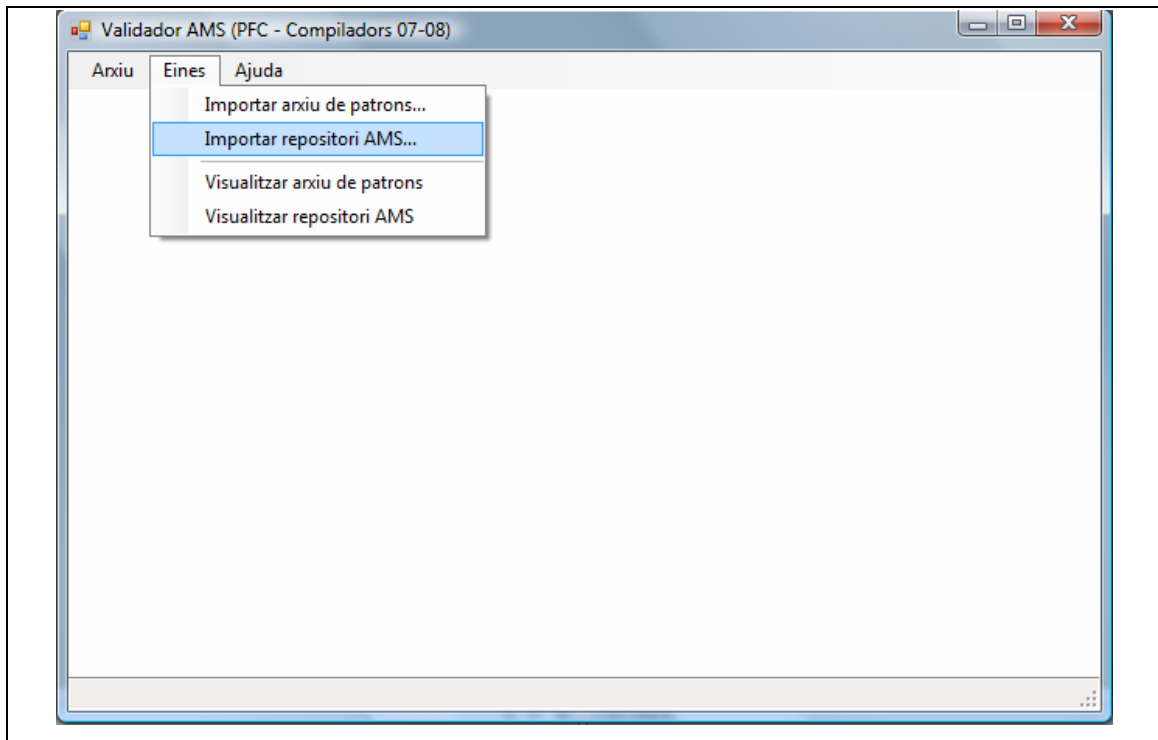 Validador AMS (PFC - Compiladors 07-08)
Arxiu Eines Ajuda
Importar arxiu de patrons...
Importar repositori AMS...
Visualitzar arxiu de patrons
Visualitzar repositori AMS